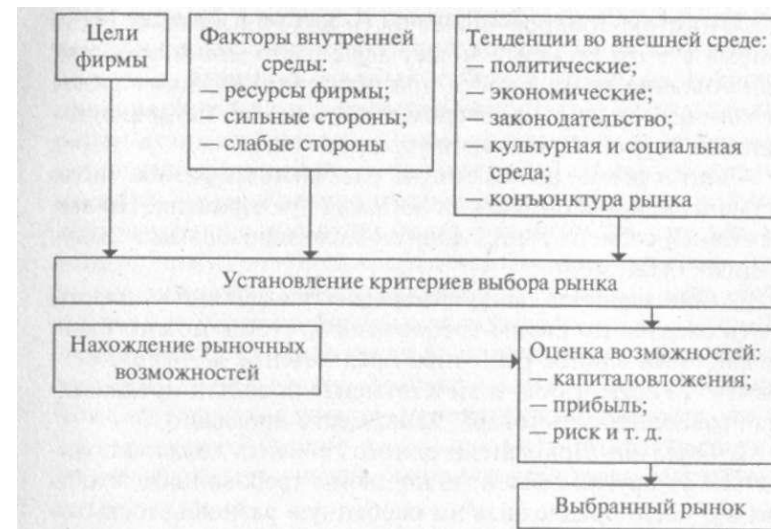 Цели
фирмы
Факторы внутренней
среды:
– ресурсы фирмы;
– сильные стороны;
– слабые стороны
Тенденции во внешней среде:
– политические;
– экономические;
– законодательство;
– культурная и социальная
среда;
– конъюнктура рынка
Установление критериев выбора рынка
Нахождение рыночных
возможностей
Оценка возможностей:
– капиталовложения;
– прибыль;
– риск и т. д.
Выбранный рынок